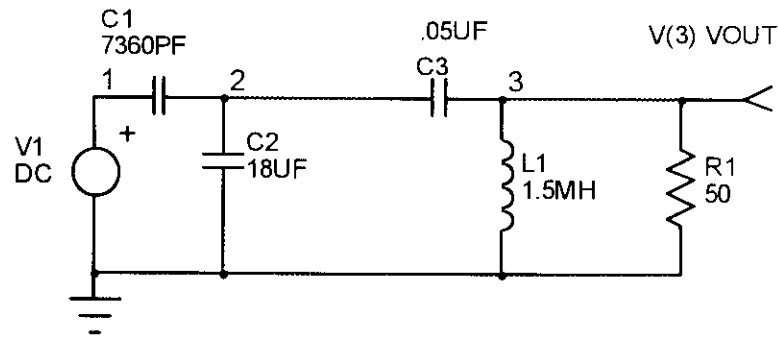 C1
7360PF
.05UF
V(3) VOUT
1
2
C3
3
V1
DC
+
C2
18UF
L1
1.5MH
R1
50